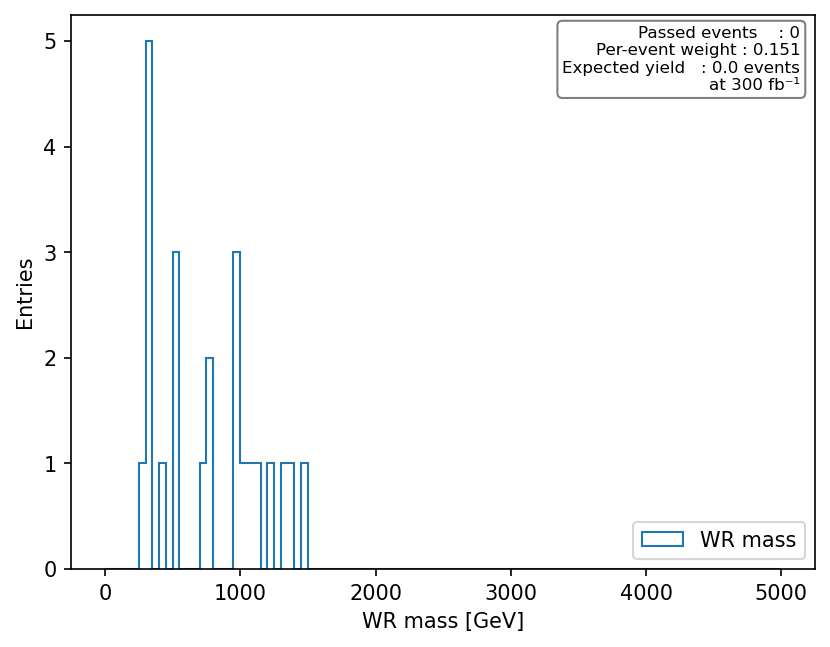 Passed events : 0
Per-event weight : 0.151
Expected yield : 0.0 events
at 300 fb⁻¹
5
4
3
2
1
0
Entries
0 1000 2000 3000 4000 5000
WR mass [GeV]
WR mass